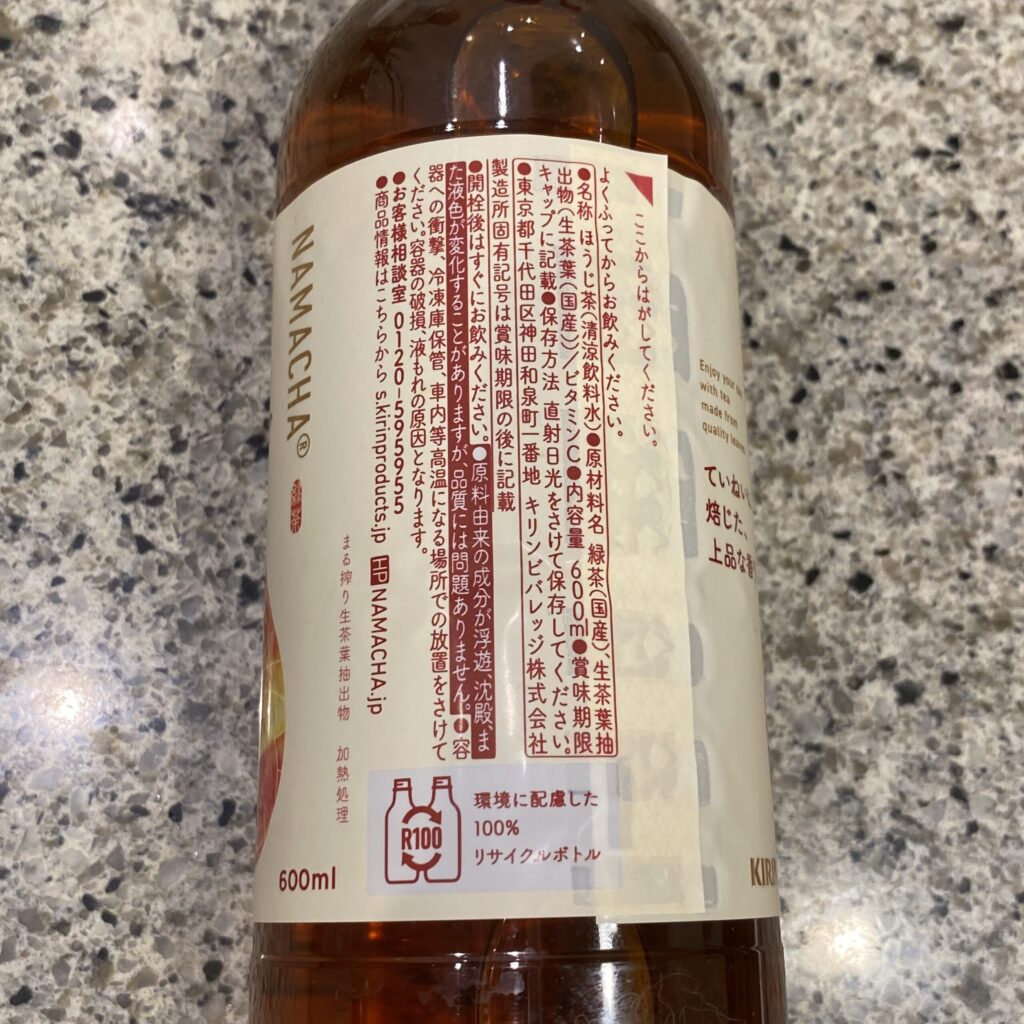 ここからはがしてください。
よくふってからお飲みください。
●名称 ほうじ茶(清涼飲料水)●原材料名 緑茶(国産)、生茶葉抽
出物(生茶葉(国産))／ビタミンC●内容量 600ml●賞味期限
キャップに記載●保存方法 直射日光をさけて保存してください。
●東京都千代田区神田和泉町一番地 キリンビバレッジ株式会社
製造所固有記号は賞味期限の後に記載
●開栓後はすぐにお飲みください。●原料由来の成分が浮遊、沈殿、ま
た液色が変化することがありますが、品質には問題ありません。●容
器への衝撃、冷凍庫保管、車内等高温になる場所での放置をさけて
ください。容器の破損、液もれの原因となります。
●お客様相談室 0120-595955
●商品情報はこちらから s.kirinproducts.jp HP NAMACHA.jp
まる搾り生茶葉抽出物 加熱処理
NAMACHA®
600ml
R100
環境に配慮した
100%
リサイクルボトル
Enjoy your
with tea
made from
quality leaves
ていねい
焙じた、
上品な香